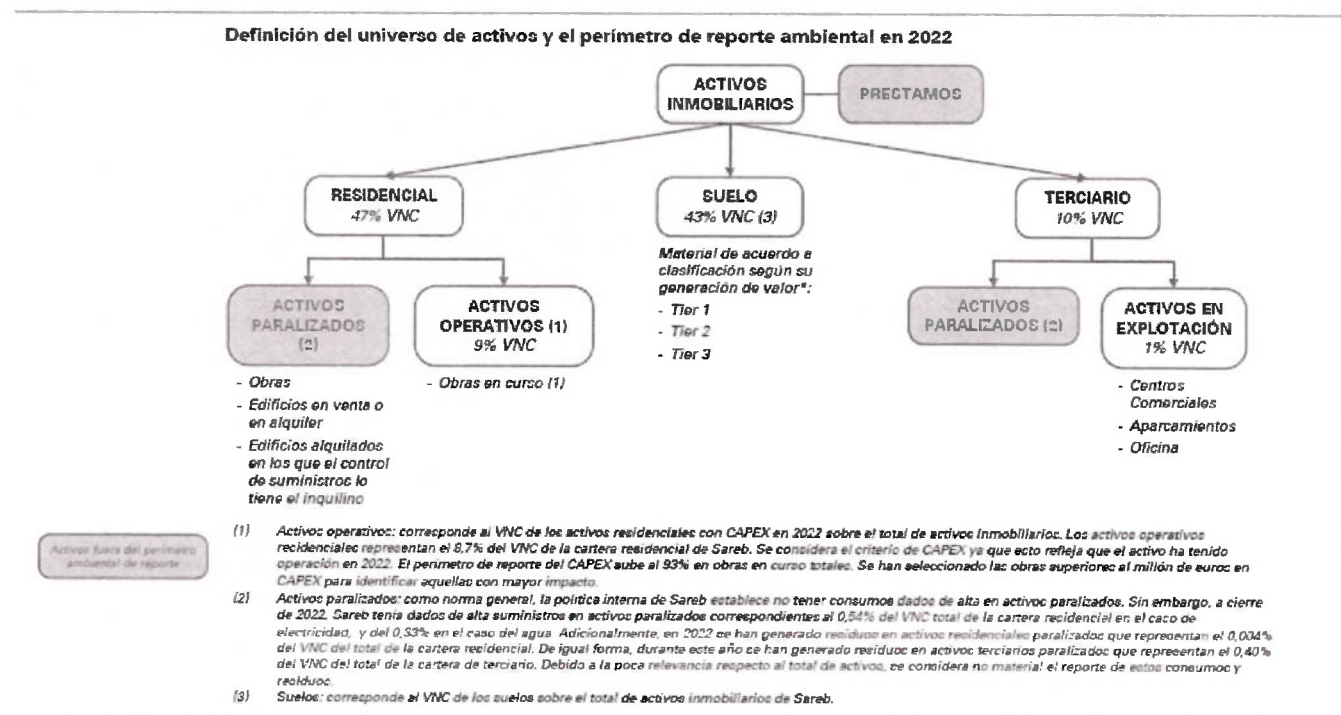 Definición del universo de activos y el perímetro de reporte ambiental en 2022
ACTIVOS
INMOBILIARIOS
PRESTAMOS
RESIDENCIAL
47% VNC
SUELO
43% VNC (3)
TERCIARIO
10% VNC
Material de acuerdo a
clasificación según su
generación de valor*:
- Tier 1
- Tier 2
- Tier 3
ACTIVOS
PARALIZADOS
(2)
ACTIVOS
OPERATIVOS (1)
9% VNC
ACTIVOS
PARALIZADOS (2)
ACTIVOS EN
EXPLOTACIÓN
1% VNC
- Obras
- Edificios en venta o
en alquiler
- Edificios alquilados
en los que el control
de suministros lo
tiene el inquilino
- Obras en curso (1)
- Centros
Comerciales
- Aparcamientos
- Oficina
Activos fuera del perímetro
ambiental de reporte
(1) Activos operativos: corresponde al VNC de los activos residenciales con CAPEX en 2022 sobre el total de activos inmobiliarios. Los activos operativos
residenciales representan el 8,7% del VNC de la cartera residencial de Sareb. Se considera el criterio de CAPEX ya que esto refleja que el activo ha tenido
operación en 2022. El perímetro de reporte del CAPEX sube al 93% en obras en curso totales. Se han seleccionado las obras superiores al millón de euros en
CAPEX para identificar aquellas con mayor impacto.
(2) Activos paralizados: como norma general, la política interna de Sareb establece no tener consumos dados de alta en activos paralizados. Sin embargo, a cierre
de 2022. Sareb tenía dados de alta suministros en activos paralizados correspondientes al 0,54% del VNC total de la cartera residencial en el caso de
electricidad, y del 0,33% en el caso del agua. Adicionalmente, en 2022 se han generado residuos en activos residenciales paralizados que representan el 0,004%
del VNC del total de la cartera residencial. De igual forma, durante este año se han generado residuos en activos terciarios paralizados que representan el 0,40%
del VNC del total de la cartera de terciario. Debido a la poca relevancia respecto al total de activos, se considera no material el reporte de estos consumos y
residuos.
(3) Suelos: corresponde al VNC de los suelos sobre el total de activos inmobiliarios de Sareb.